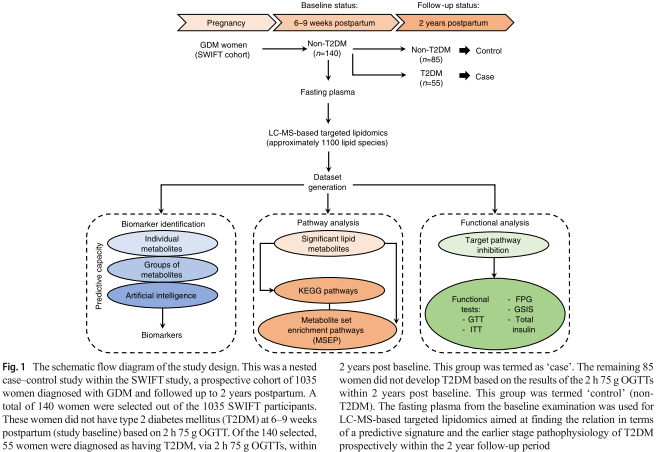 Baseline status:
Follow-up status:
Pregnancy
6–9 weeks postpartum
2 years postpartum
GDM women
(SWIFT cohort)
Non-T2DM
(n=140)
Non-T2DM
(n=85)
Control
T2DM
(n=55)
Case
Fasting plasma
LC-MS-based targeted lipidomics
(approximately 1100 lipid species)
Dataset
generation
Biomarker identification
Predictive capacity
Individual
metabolites
Groups of
metabolites
Artificial intelligence
Biomarkers
Pathway analysis
Significant lipid
metabolites
KEGG pathways
Metabolite set
enrichment pathways
(MSEP)
Functional analysis
Target pathway
inhibition
Functional
tests:
- GTT
- ITT
- FPG
- GSIS
- Total
insulin
Fig. 1 The schematic flow diagram of the study design. This was a nested
case–control study within the SWIFT study, a prospective cohort of 1035
women diagnosed with GDM and followed up to 2 years postpartum. A
total of 140 women were selected out of the 1035 SWIFT participants.
These women did not have type 2 diabetes mellitus (T2DM) at 6–9 weeks
postpartum (study baseline) based on 2 h 75 g OGTT. Of the 140 selected,
55 women were diagnosed as having T2DM, via 2 h 75 g OGTTs, within
2 years post baseline. This group was termed as ‘case’. The remaining 85
women did not develop T2DM based on the results of the 2 h 75 g OGTTs
within 2 years post baseline. This group was termed ‘control’ (non-
T2DM). The fasting plasma from the baseline examination was used for
LC-MS-based targeted lipidomics aimed at finding the relation in terms
of a predictive signature and the earlier stage pathophysiology of T2DM
prospectively within the 2 year follow-up period